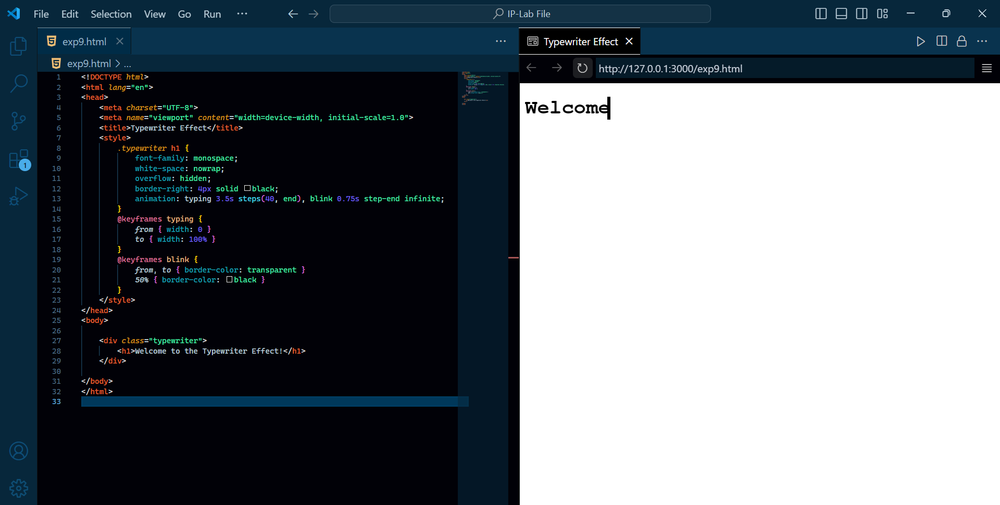 File Edit Selection View Go Run ··· IP-Lab File
exp9.html
exp9.html > ...
1 <!DOCTYPE html>
2 <html lang="en">
3 <head>
4 <meta charset="UTF-8">
5 <meta name="viewport" content="width=device-width, initial-scale=1.0">
6 <title>Typewriter Effect</title>
7 <style>
8 .typewriter h1 {
9 font-family: monospace;
10 white-space: nowrap;
11 overflow: hidden;
12 border-right: 4px solid black;
13 animation: typing 3.5s steps(40, end), blink 0.75s step-end infinite;
14 }
15 @keyframes typing {
16 from { width: 0 }
17 to { width: 100% }
18 }
19 @keyframes blink {
20 from, to { border-color: transparent }
21 50% { border-color: black }
22 }
23 </style>
24 </head>
25 <body>
26
27 <div class="typewriter">
28 <h1>Welcome to the Typewriter Effect!</h1>
29 </div>
30
31 </body>
32 </html>
33
1
Typewriter Effect
http://127.0.0.1:3000/exp9.html
Welcome